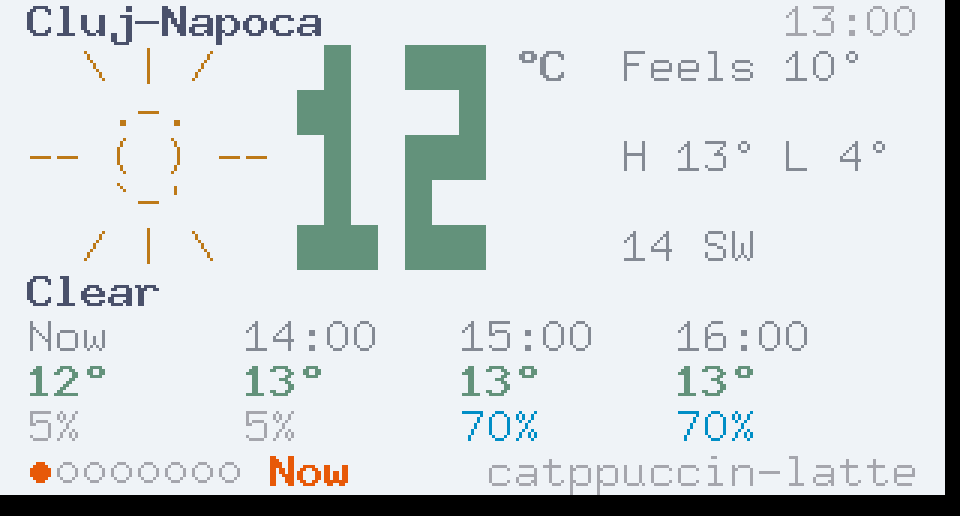 Cluj-Napoca 13:00
12 °C Feels 10°
H 13° L 4°
14 SW
Clear
Now 14:00 15:00 16:00
12° 13° 13° 13°
5% 5% 70% 70%
Now catppuccin-latte